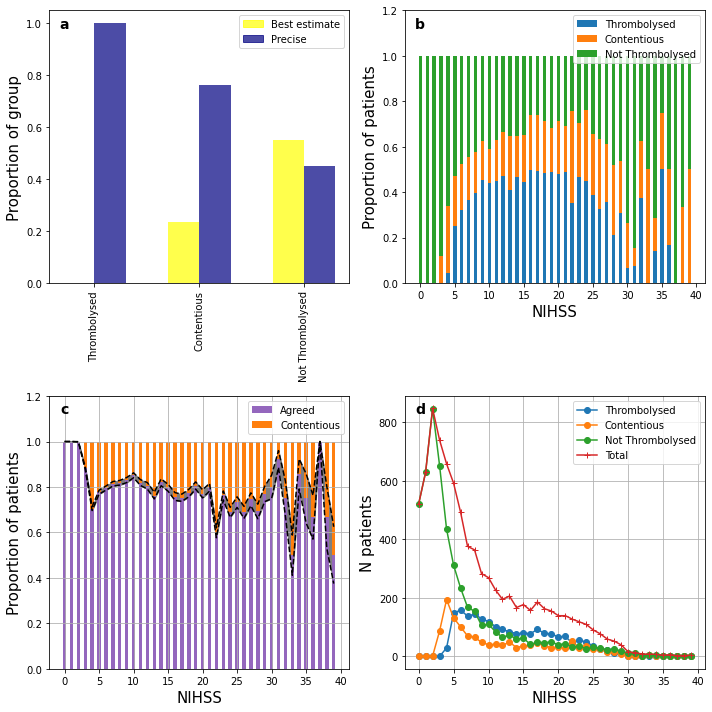 a
Best estimate
Precise
Proportion of group
1.0
0.8
0.6
0.4
0.2
0.0
Thrombolysed
Contentious
Not Thrombolysed
b
Thrombolysed
Contentious
Not Thrombolysed
Proportion of patients
1.2
1.0
0.8
0.6
0.4
0.2
0.0
0 5 10 15 20 25 30 35 40
NIHSS
c
Agreed
Contentious
Proportion of patients
1.2
1.0
0.8
0.6
0.4
0.2
0.0
0 5 10 15 20 25 30 35 40
NIHSS
d
Thrombolysed
Contentious
Not Thrombolysed
Total
N patients
800
600
400
200
0
0 5 10 15 20 25 30 35 40
NIHSS